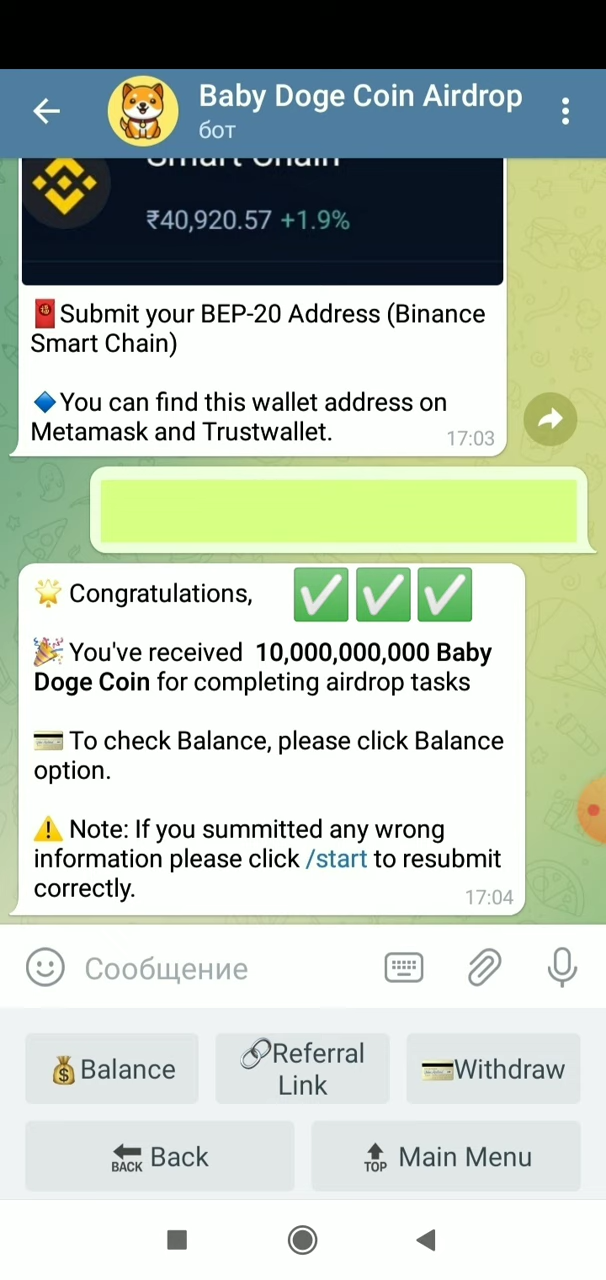 Baby Doge Coin Airdrop
бот
Smart Chain
₹40,920.57 +1.9%
Submit your BEP-20 Address (Binance
Smart Chain)
You can find this wallet address on
Metamask and Trustwallet.
17:03
Congratulations,
You've received 10,000,000,000 Baby
Doge Coin for completing airdrop tasks
To check Balance, please click Balance
option.
Note: If you summitted any wrong
information please click /start to resubmit
correctly.
17:04
Сообщение
Balance
Referral
Link
Withdraw
BACK Back
TOP Main Menu